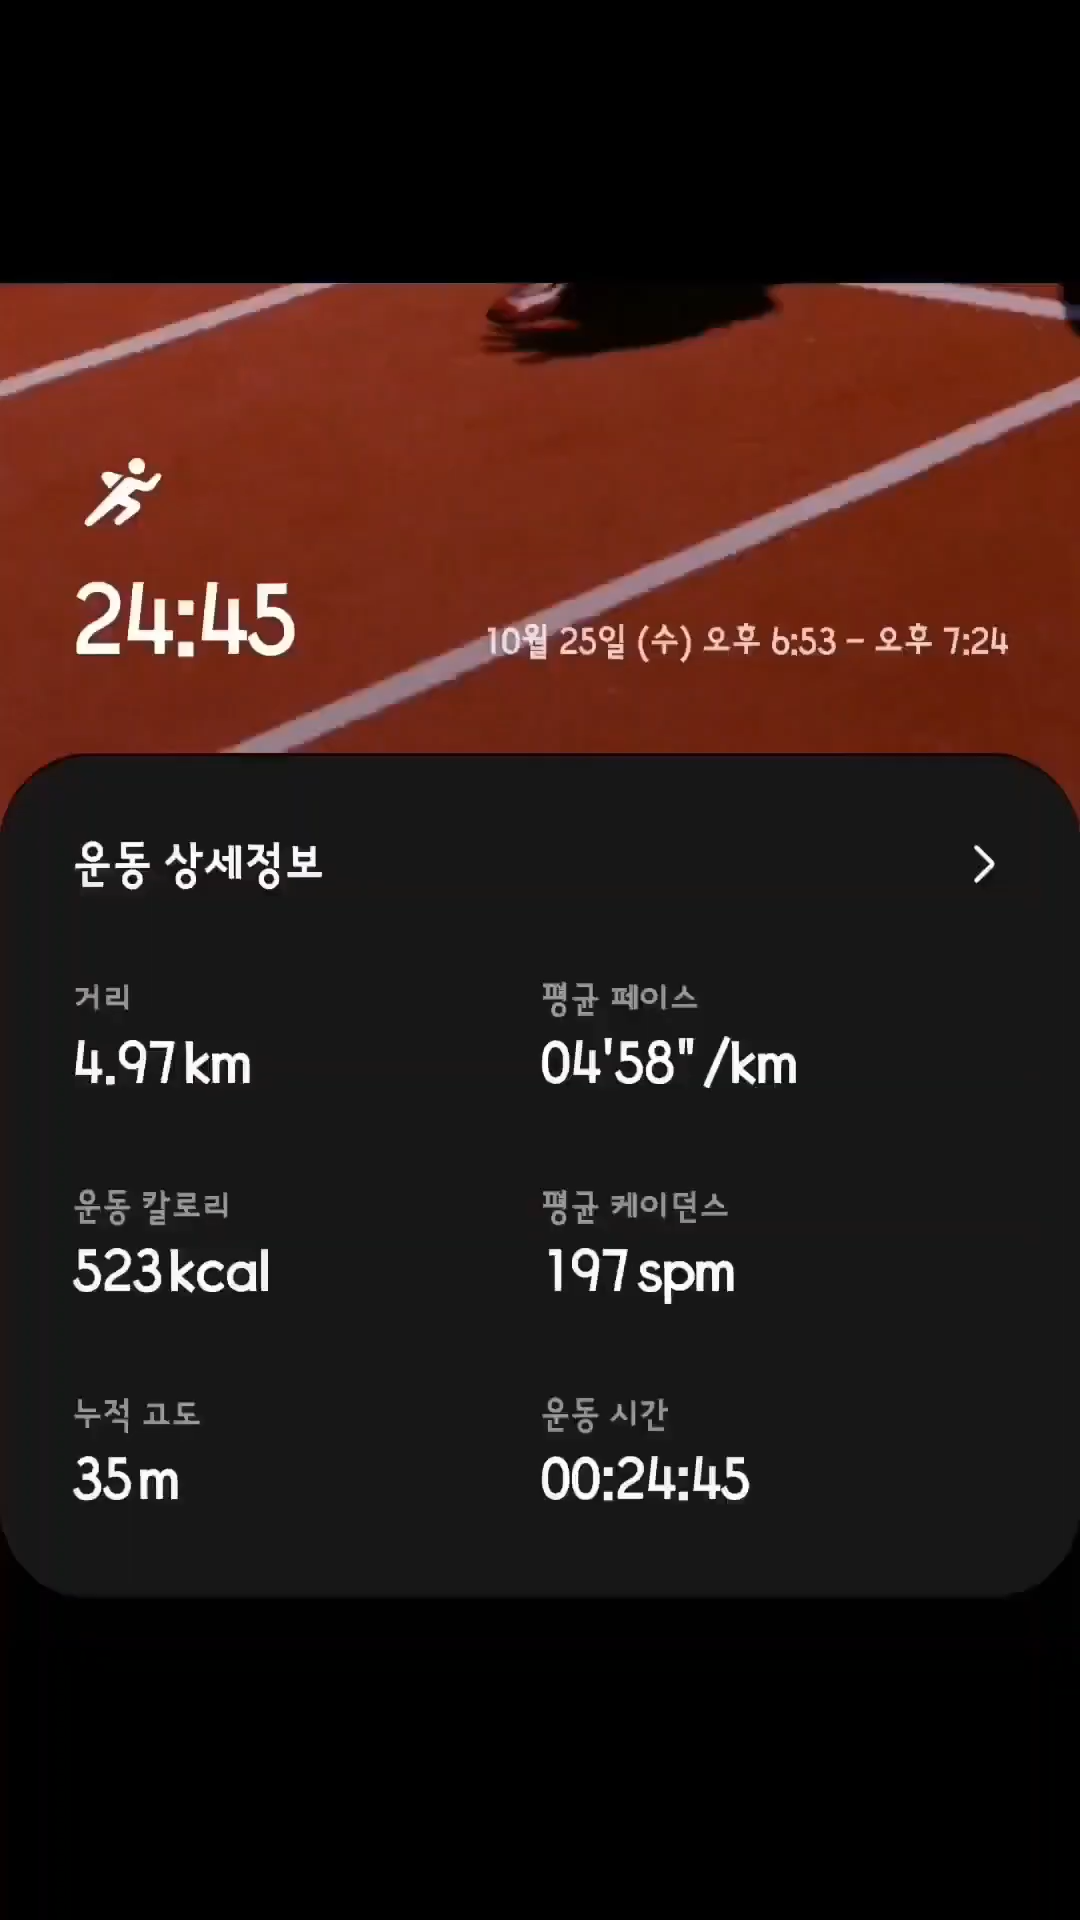 24:45
10월 25일 (수) 오후 6:53 – 오후 7:24
운동 상세정보
거리
평균 페이스
4.97 km
04'58" /km
운동 칼로리
평균 케이던스
523 kcal
197 spm
누적 고도
운동 시간
35 m
00:24:45